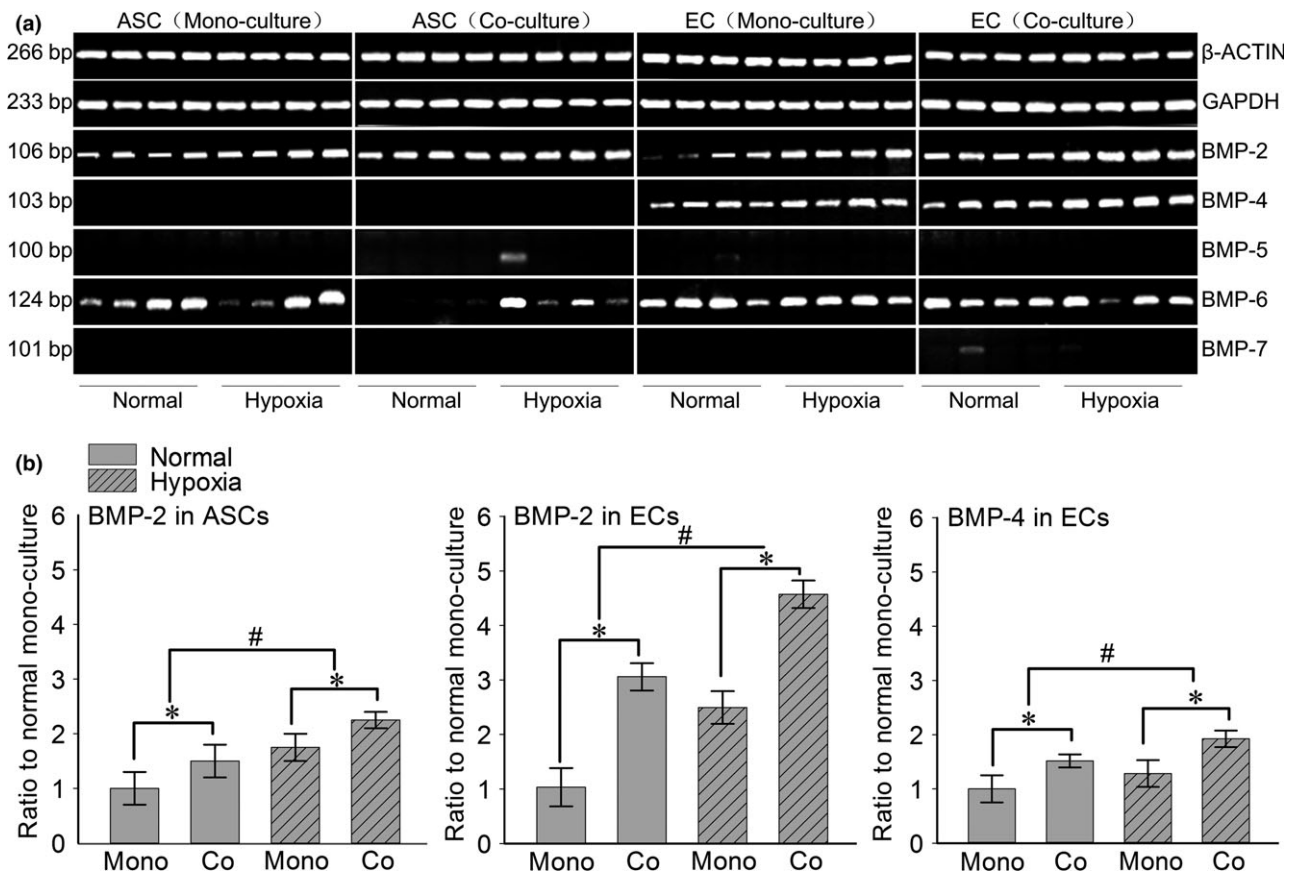 (a)
ASC（Mono-culture） ASC（Co-culture） EC（Mono-culture） EC（Co-culture）
266 bp β-ACTIN
233 bp GAPDH
106 bp BMP-2
103 bp BMP-4
100 bp BMP-5
124 bp BMP-6
101 bp BMP-7
Normal Hypoxia Normal Hypoxia Normal Hypoxia Normal Hypoxia
(b)
Normal
Hypoxia
Ratio to normal mono-culture
BMP-2 in ASCs
6
5
4
3
2
1
0
* # *
Mono Co Mono Co
Ratio to normal mono-culture
BMP-2 in ECs
6
5
4
3
2
1
0
* # *
Mono Co Mono Co
Ratio to normal mono-culture
BMP-4 in ECs
6
5
4
3
2
1
0
* # *
Mono Co Mono Co